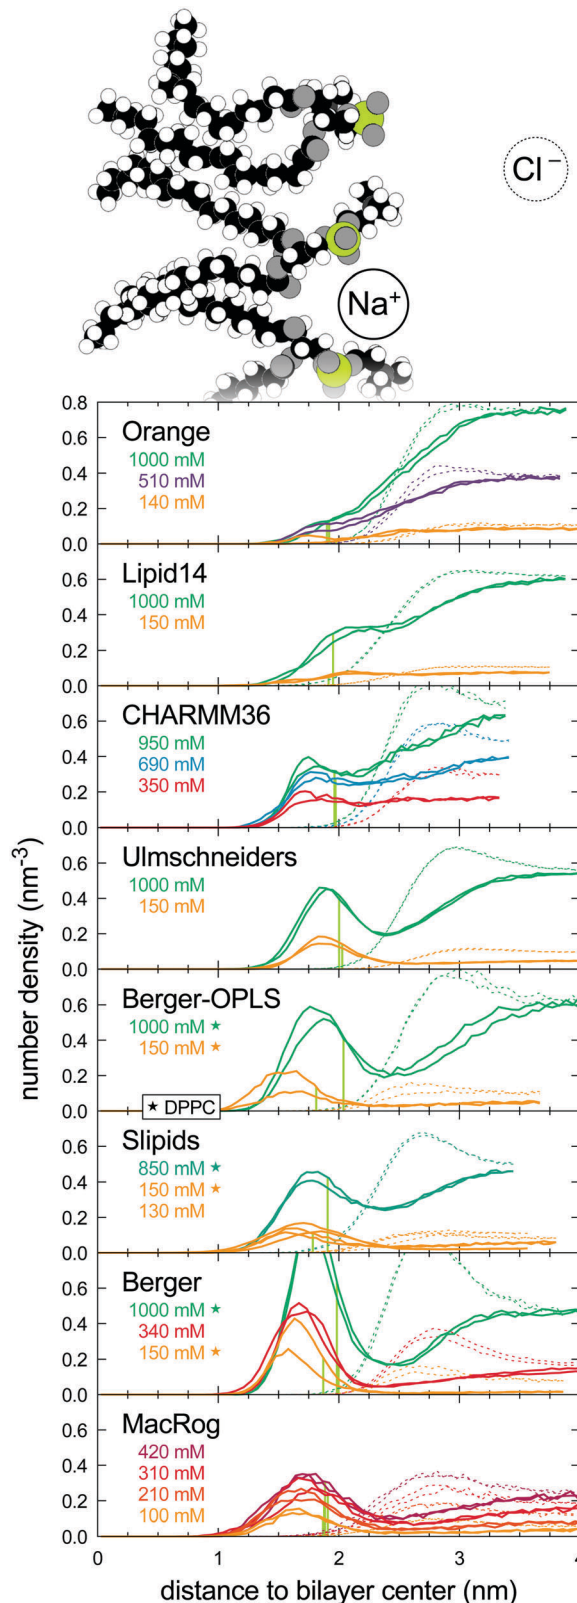 Cl⁻
Na⁺
number density (nm⁻³)
0.8
0.6
0.4
0.2
0.0
Orange
1000 mM
510 mM
140 mM
0.6
0.4
0.2
0.0
Lipid14
1000 mM
150 mM
0.6
0.4
0.2
0.0
CHARMM36
950 mM
690 mM
350 mM
0.6
0.4
0.2
0.0
Ulmschneiders
1000 mM
150 mM
0.6
0.4
0.2
0.0
Berger-OPLS
1000 mM ★
150 mM ★
★ DPPC
0.6
0.4
0.2
0.0
Slipids
850 mM ★
150 mM ★
130 mM
0.6
0.4
0.2
0.0
Berger
1000 mM ★
340 mM
150 mM ★
0.6
0.4
0.2
0.0
MacRog
420 mM
310 mM
210 mM
100 mM
0 1 2 3 4
distance to bilayer center (nm)